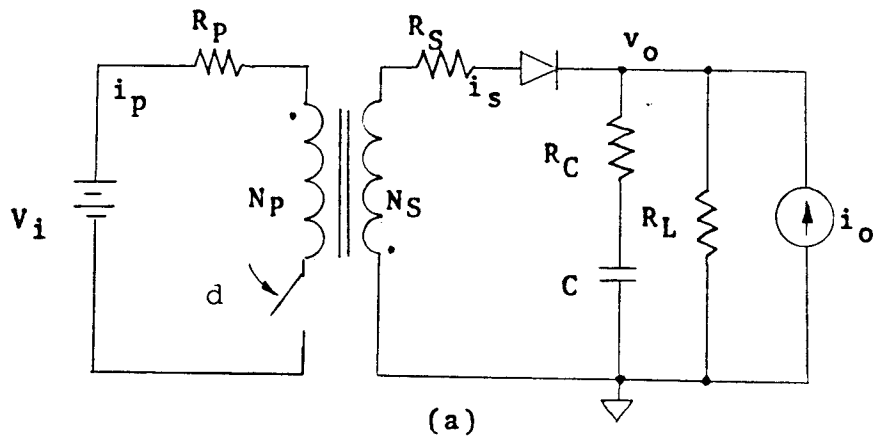 R_P
R_S
v_o
i_p
i_s
R_C
V_i
N_P
N_S
R_L
i_o
d
C
(a)